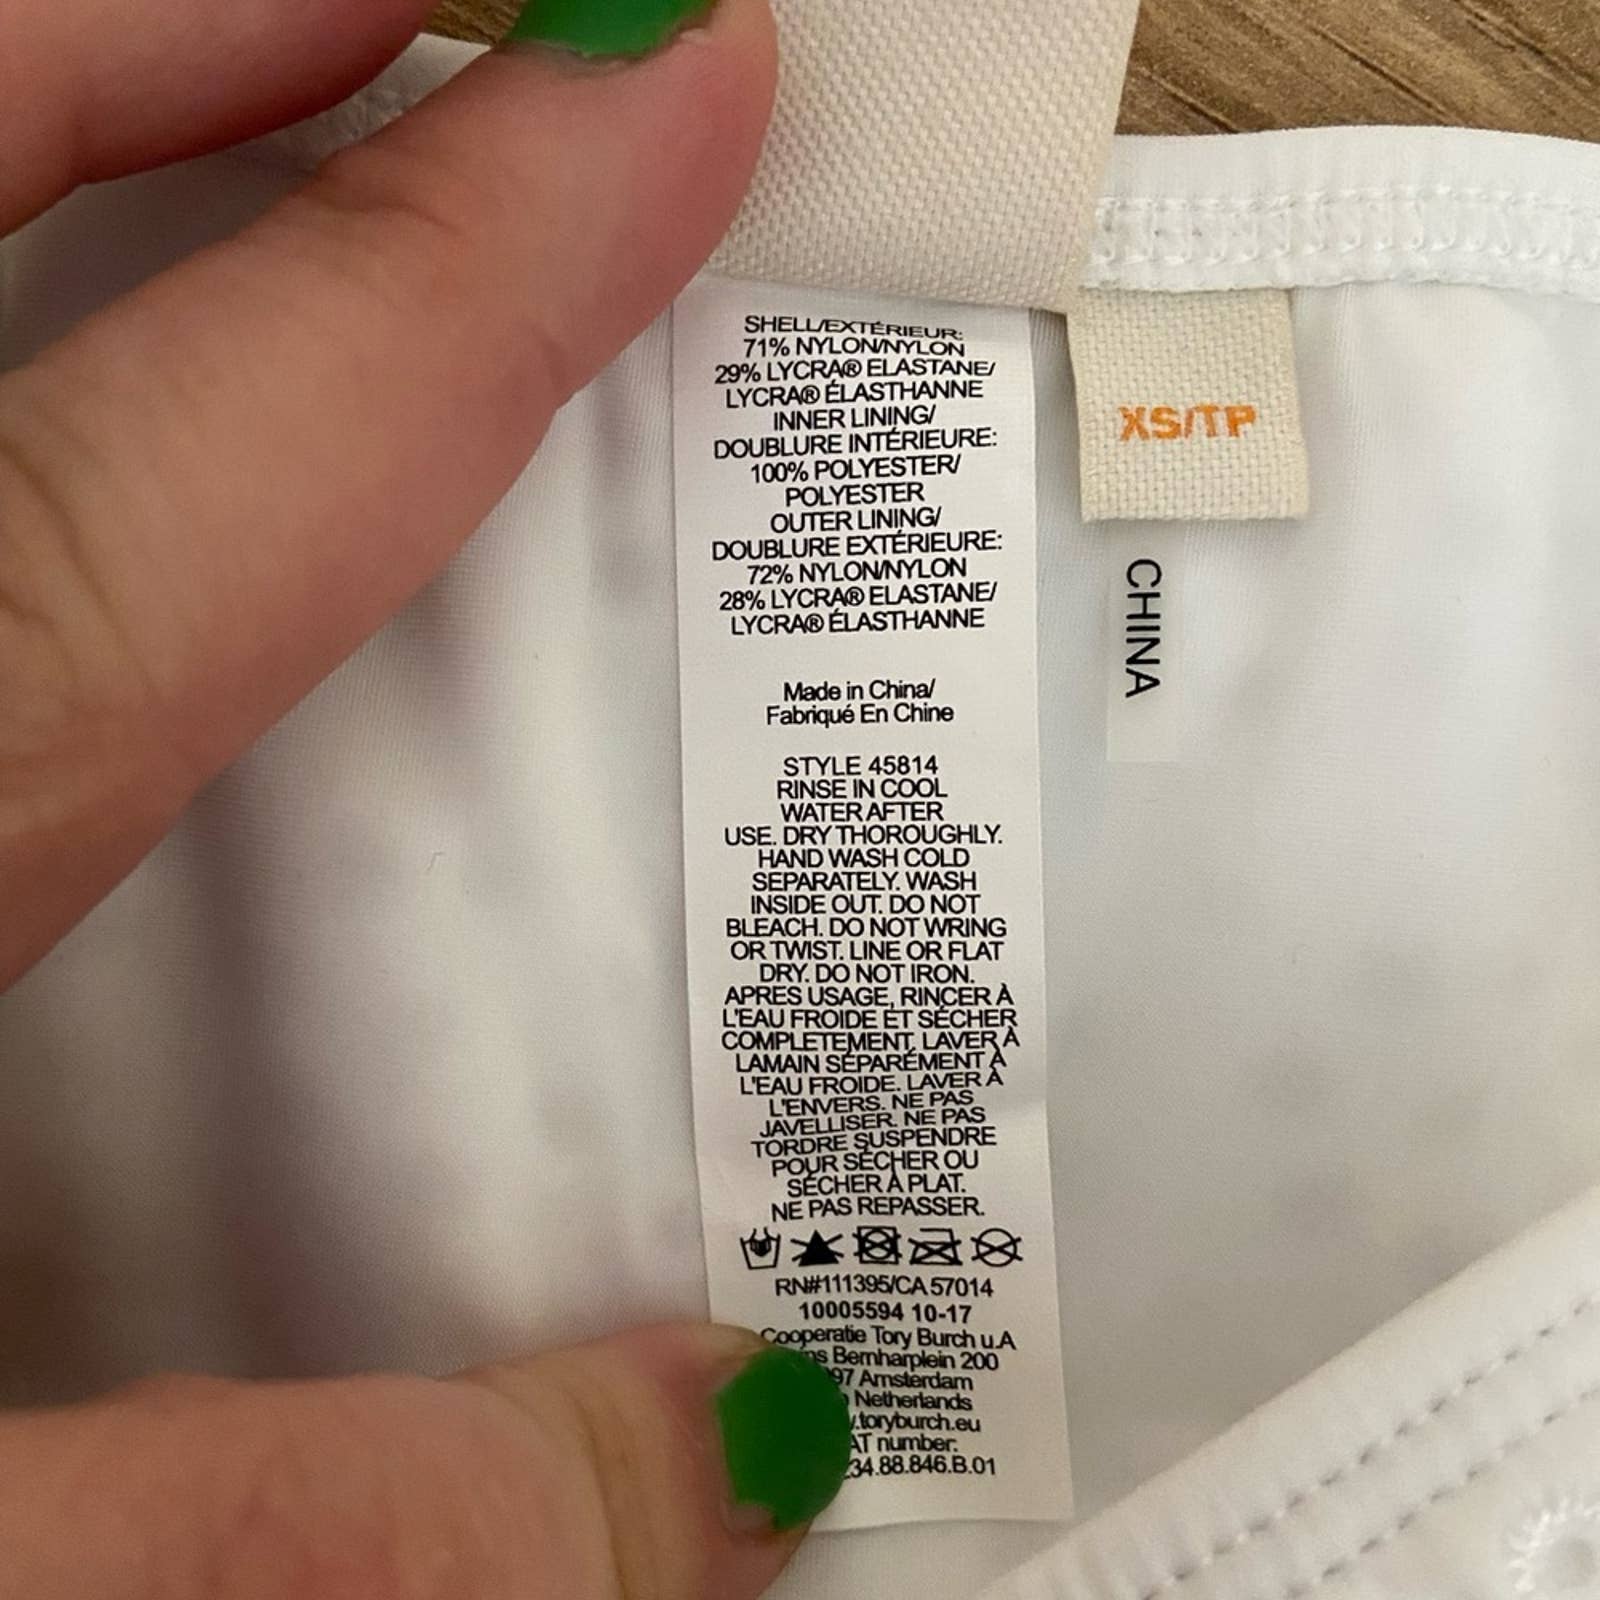 SHELL/EXTÉRIEUR:
71% NYLON/NYLON
29% LYCRA® ELASTANE/
LYCRA® ÉLASTHANNE
INNER LINING/
DOUBLURE INTÉRIEURE:
100% POLYESTER/
POLYESTER
OUTER LINING/
DOUBLURE EXTÉRIEURE:
72% NYLON/NYLON
28% LYCRA® ELASTANE/
LYCRA® ÉLASTHANNE
Made in China/
Fabriqué En Chine
STYLE 45814
RINSE IN COOL
WATER AFTER
USE. DRY THOROUGHLY.
HAND WASH COLD
SEPARATELY. WASH
INSIDE OUT. DO NOT
BLEACH. DO NOT WRING
OR TWIST. LINE OR FLAT
DRY. DO NOT IRON.
APRES USAGE, RINCER À
L'EAU FROIDE ET SÉCHER
COMPLETEMENT. LAVER À
LAMAIN SÉPARÉMENT À
L'EAU FROIDE. LAVER À
L'ENVERS. NE PAS
JAVELLISER. NE PAS
TORDRE SUSPENDRE
POUR SÉCHER OU
SÉCHER À PLAT.
NE PAS REPASSER.
RN#111395/CA 57014
10005594 10-17
Cooperatie Tory Burch u.A
Bernharplein 200
Amsterdam
Netherlands
.toryburch.eu
number:
34.88.846.B.01
XS/TP
CHINA